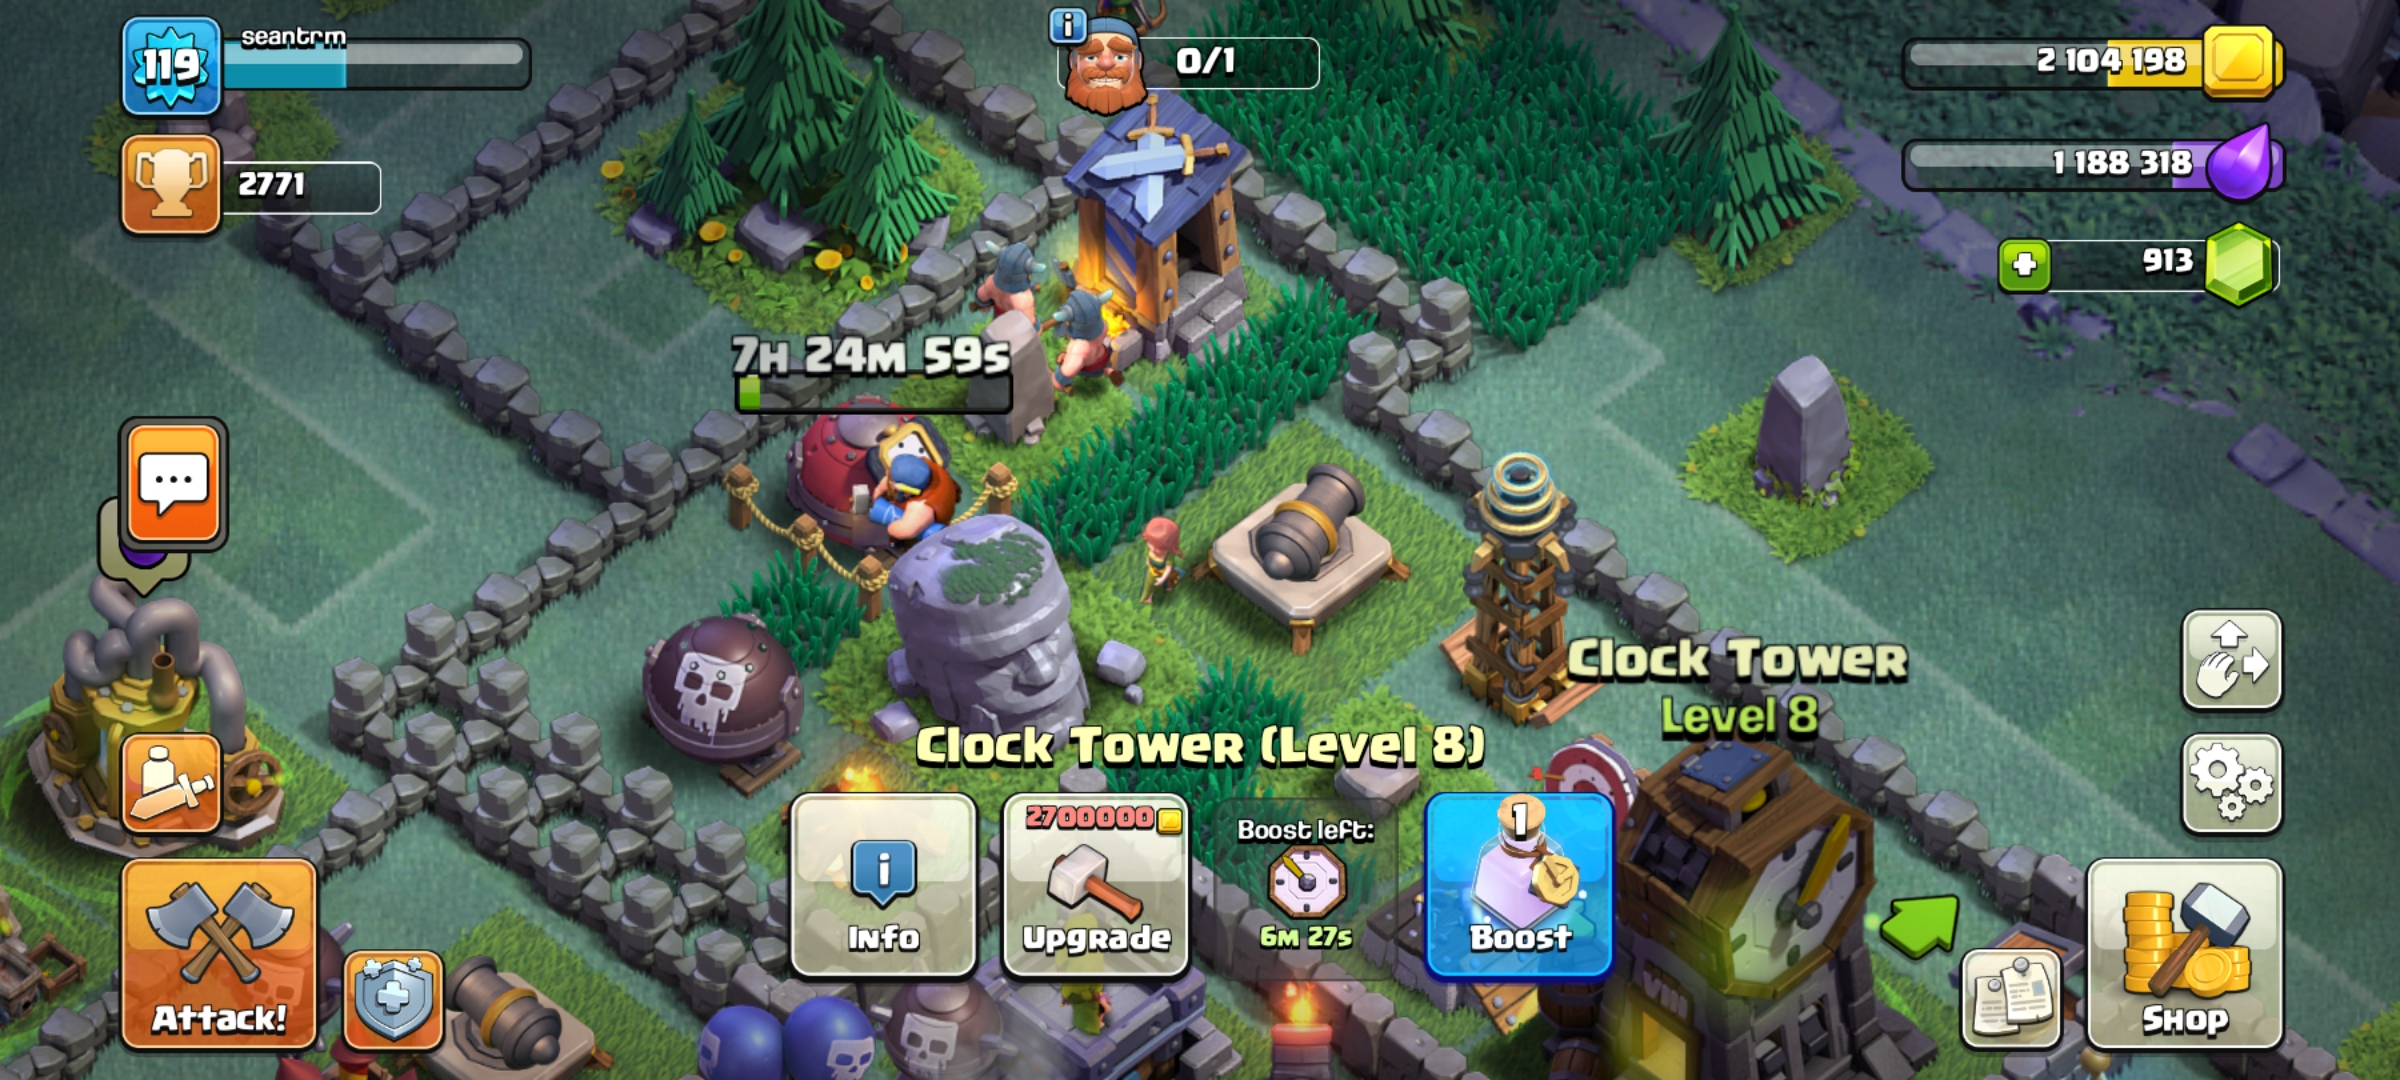 119
seantrm
i
0/1
2 104 198
2771
1 188 318
913
7H 24M 59S
Clock Tower
Level 8
Clock Tower (Level 8)
i
Info
2700000
Upgrade
Boost left:
6M 27S
1
Boost
VIII
Attack!
Shop